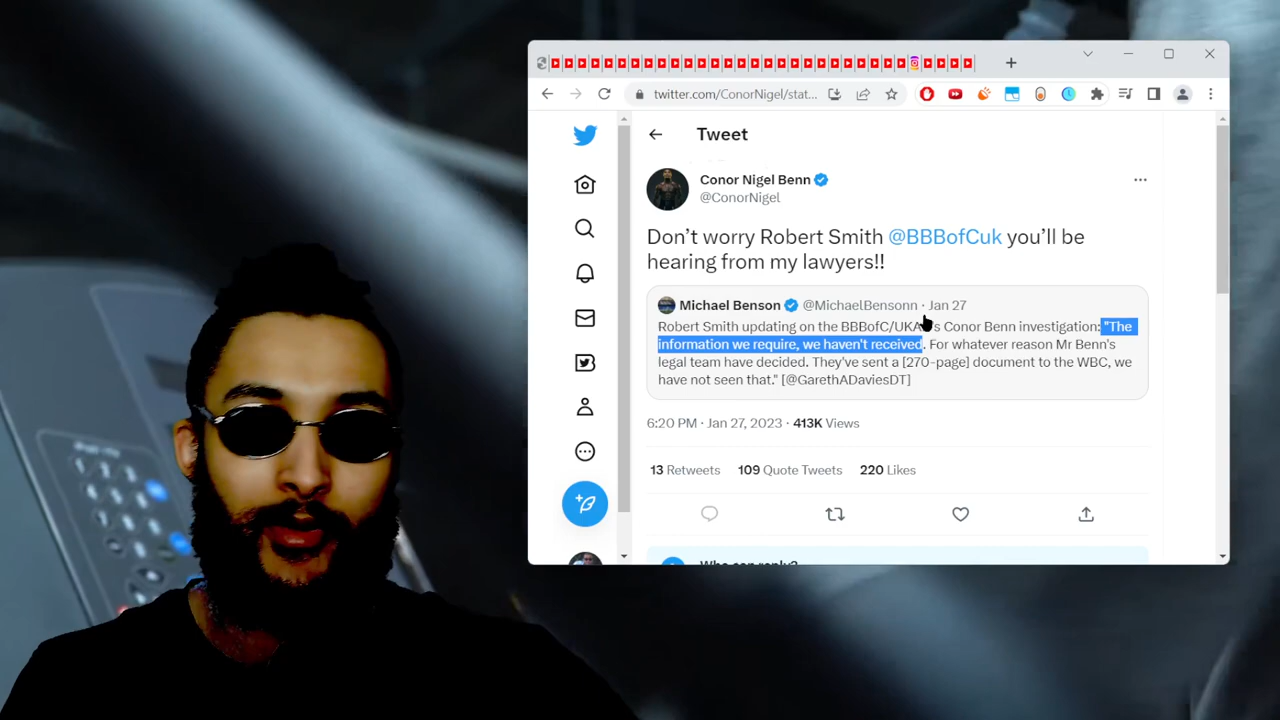 twitter.com/ConorNigel/stat...
Tweet
Conor Nigel Benn
@ConorNigel
Don’t worry Robert Smith @BBBofCuk you’ll be
hearing from my lawyers!!
Michael Benson @MichaelBensonn · Jan 27
Robert Smith updating on the BBBofC/UKA s Conor Benn investigation: "The
information we require, we haven't received. For whatever reason Mr Benn's
legal team have decided. They've sent a [270-page] document to the WBC, we
have not seen that." [@GarethADaviesDT]
6:20 PM · Jan 27, 2023 · 413K Views
13 Retweets 109 Quote Tweets 220 Likes
Who can reply?